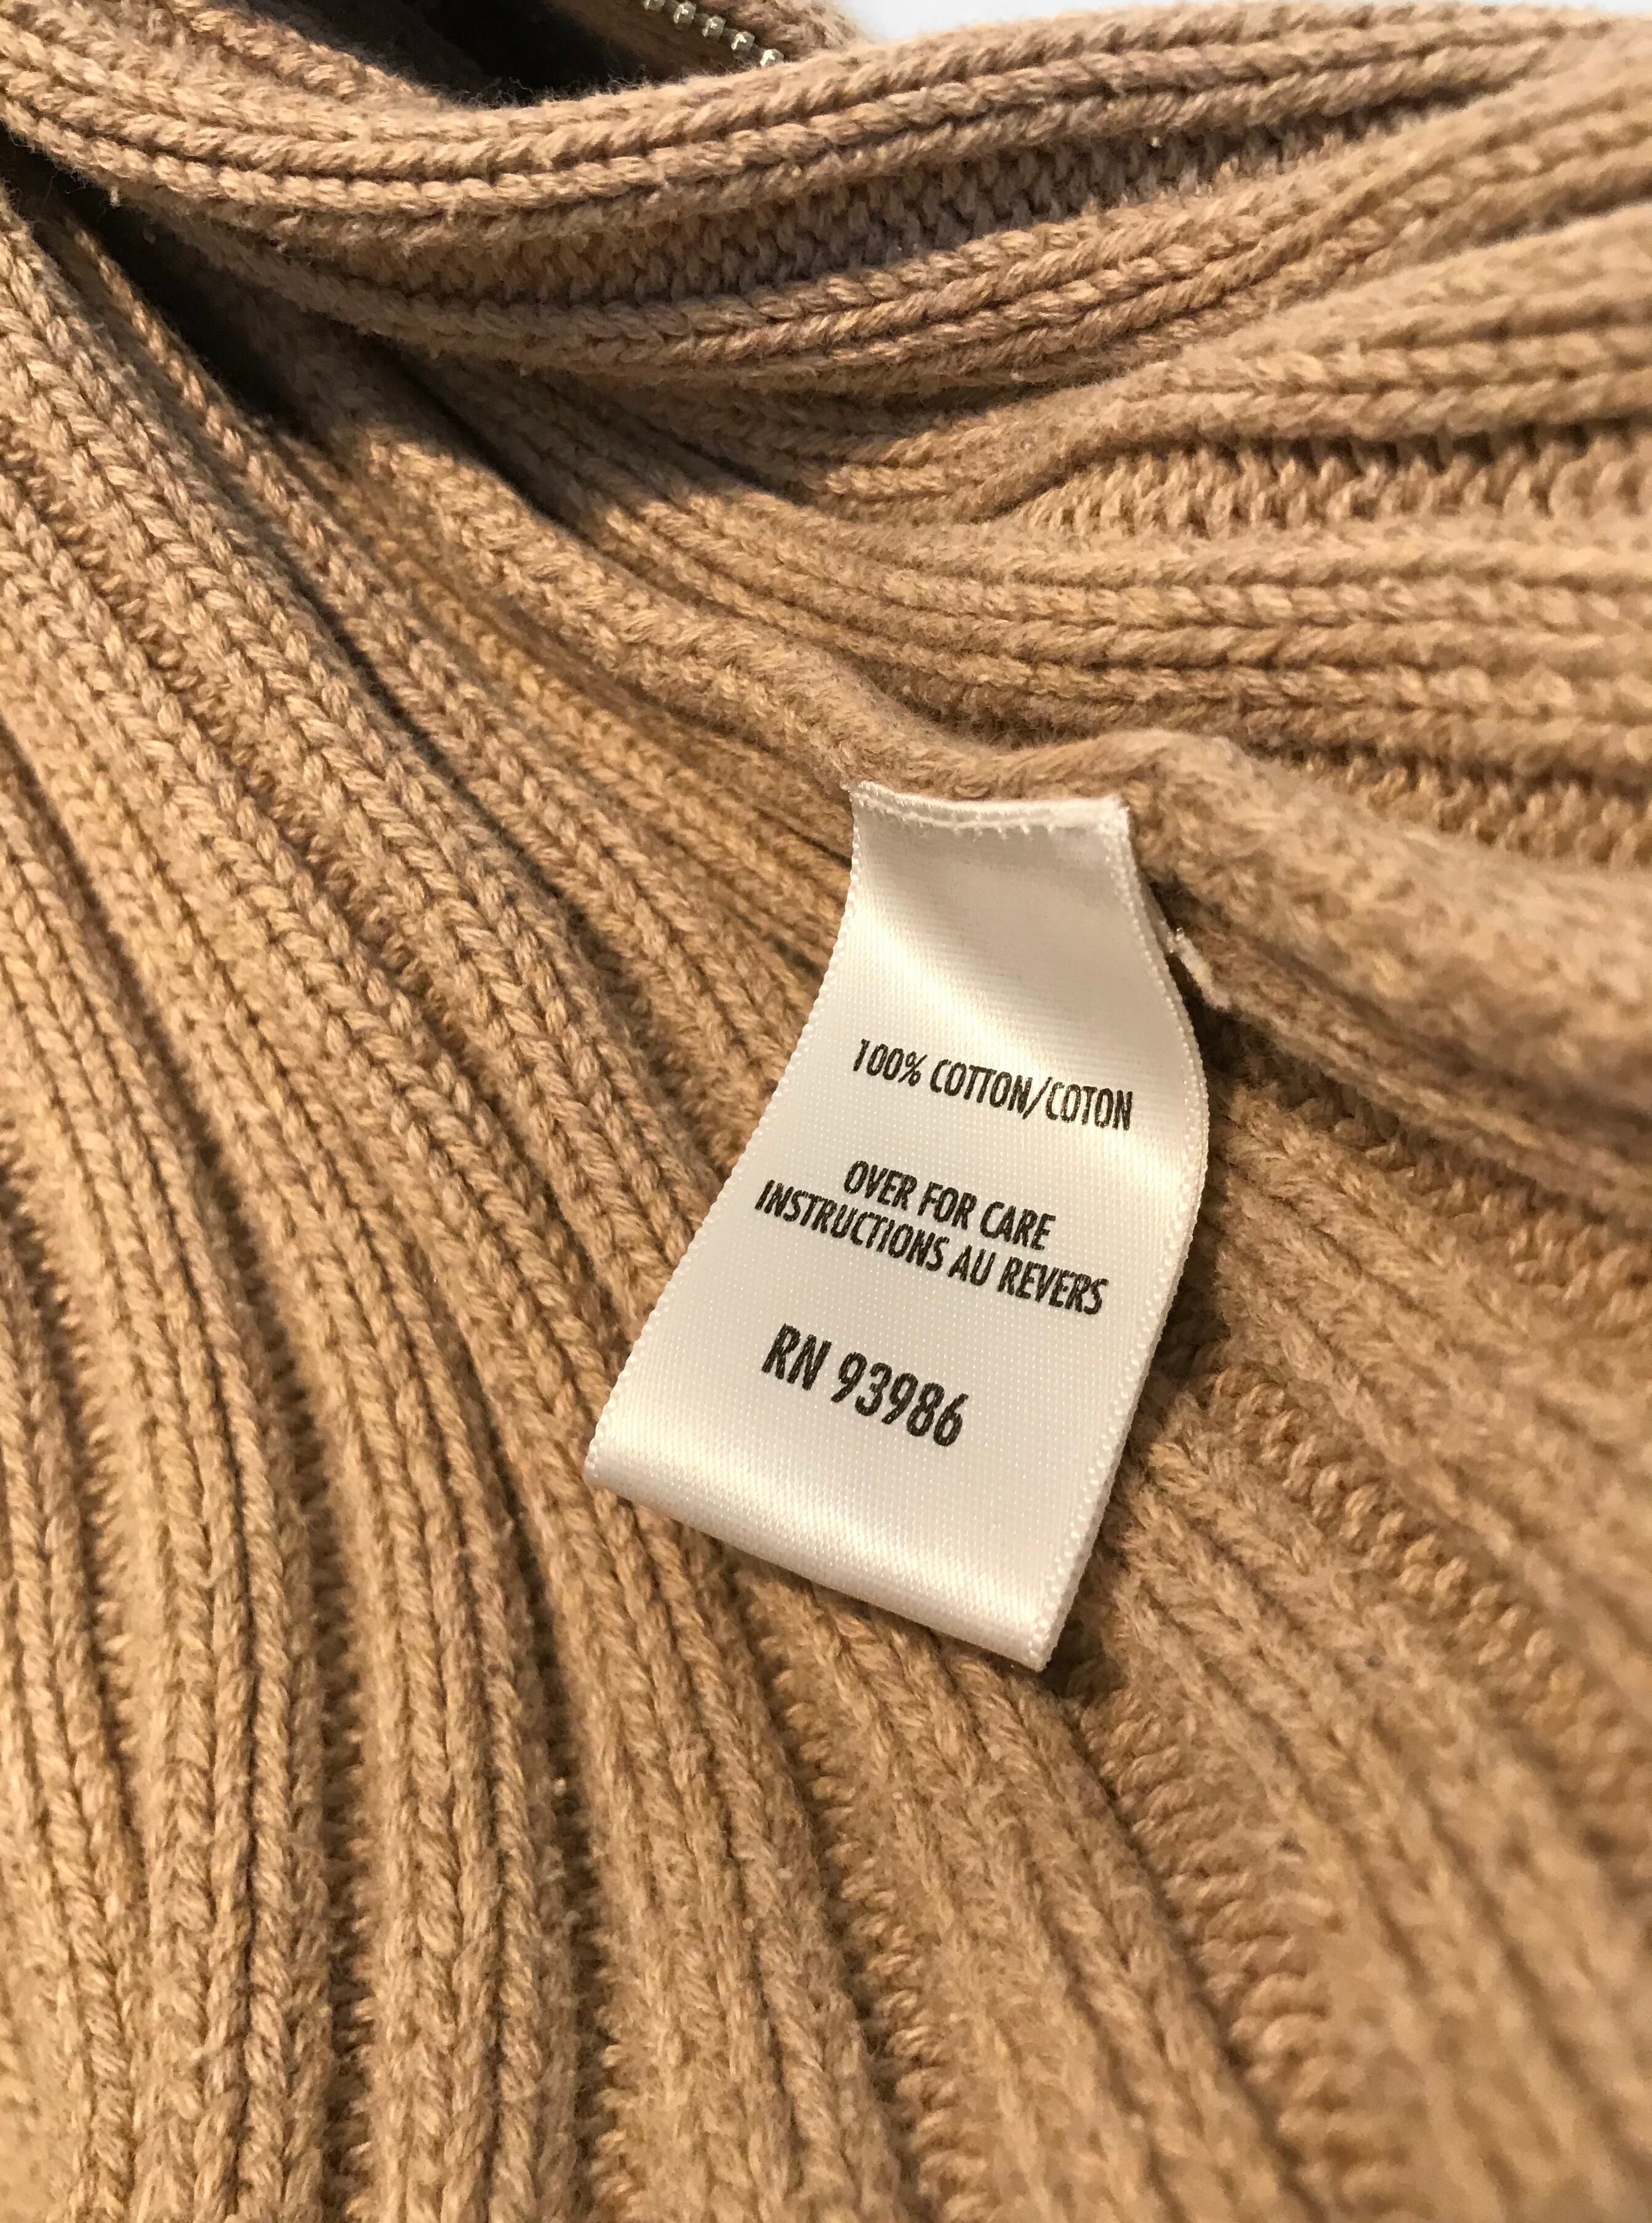 100% COTTON/COTON
OVER FOR CARE
INSTRUCTIONS AU REVERS
RN 93986